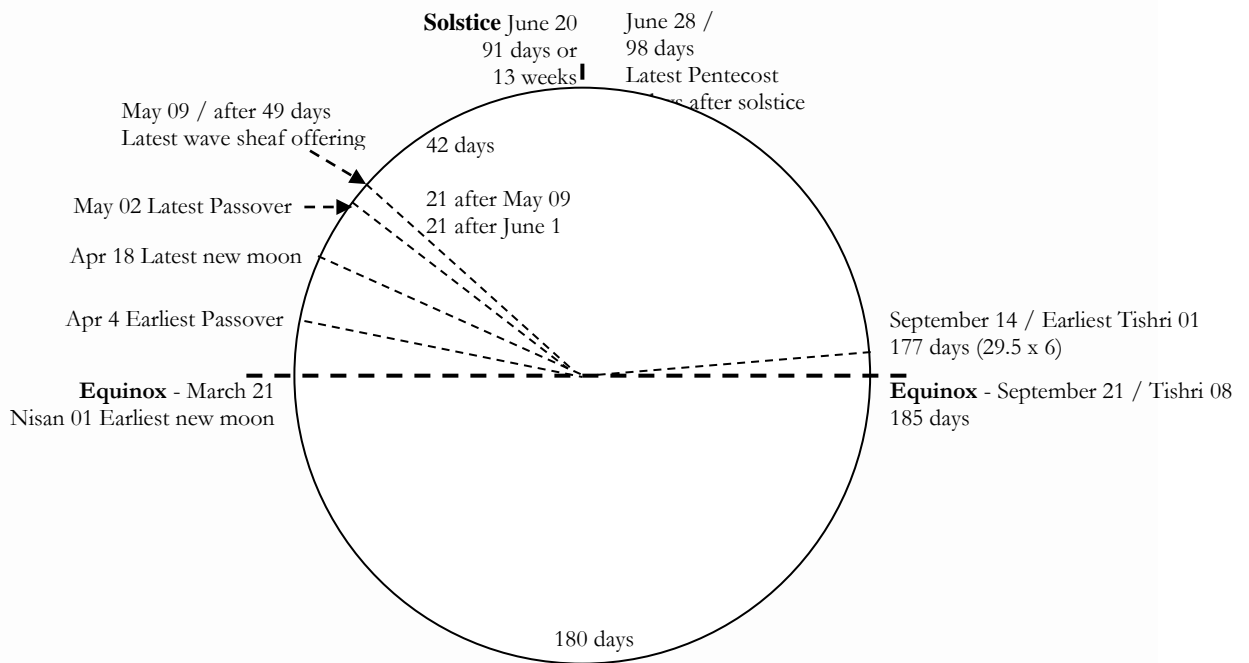 Solstice June 20
91 days or
13 weeks
June 28 /
98 days
Latest Pentecost
after solstice
May 09 / after 49 days
Latest wave sheaf offering
42 days
May 02 Latest Passover
21 after May 09
21 after June 1
Apr 18 Latest new moon
Apr 4 Earliest Passover
September 14 / Earliest Tishri 01
177 days (29.5 x 6)
Equinox - March 21
Nisan 01 Earliest new moon
Equinox - September 21 / Tishri 08
185 days
180 days